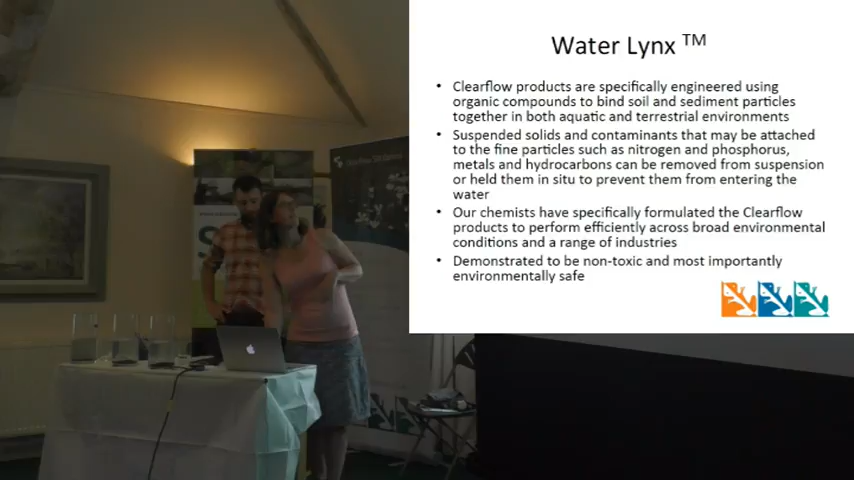 Water Lynx TM
• Clearflow products are specifically engineered using
organic compounds to bind soil and sediment particles
together in both aquatic and terrestrial environments
• Suspended solids and contaminants that may be attached
to the fine particles such as nitrogen and phosphorus,
metals and hydrocarbons can be removed from suspension
or held them in situ to prevent them from entering the
water
• Our chemists have specifically formulated the Clearflow
products to perform efficiently across broad environmental
conditions and a range of industries
• Demonstrated to be non-toxic and most importantly
environmentally safe